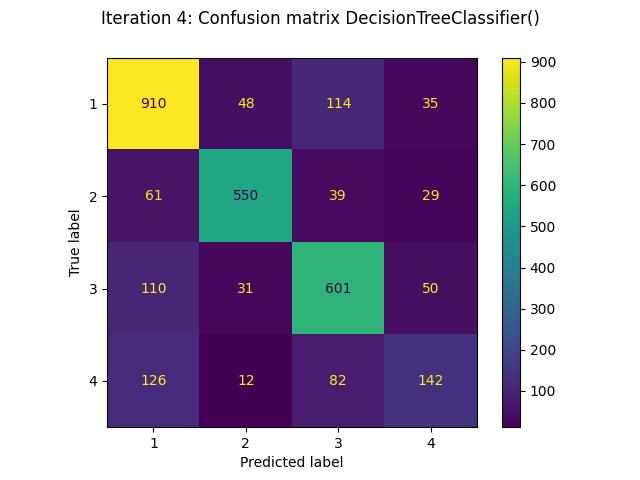 Iteration 4: Confusion matrix DecisionTreeClassifier()
1 910 48 114 35
2 61 550 39 29
3 110 31 601 50
4 126 12 82 142
1 2 3 4
Predicted label
True label
900
800
700
600
500
400
300
200
100